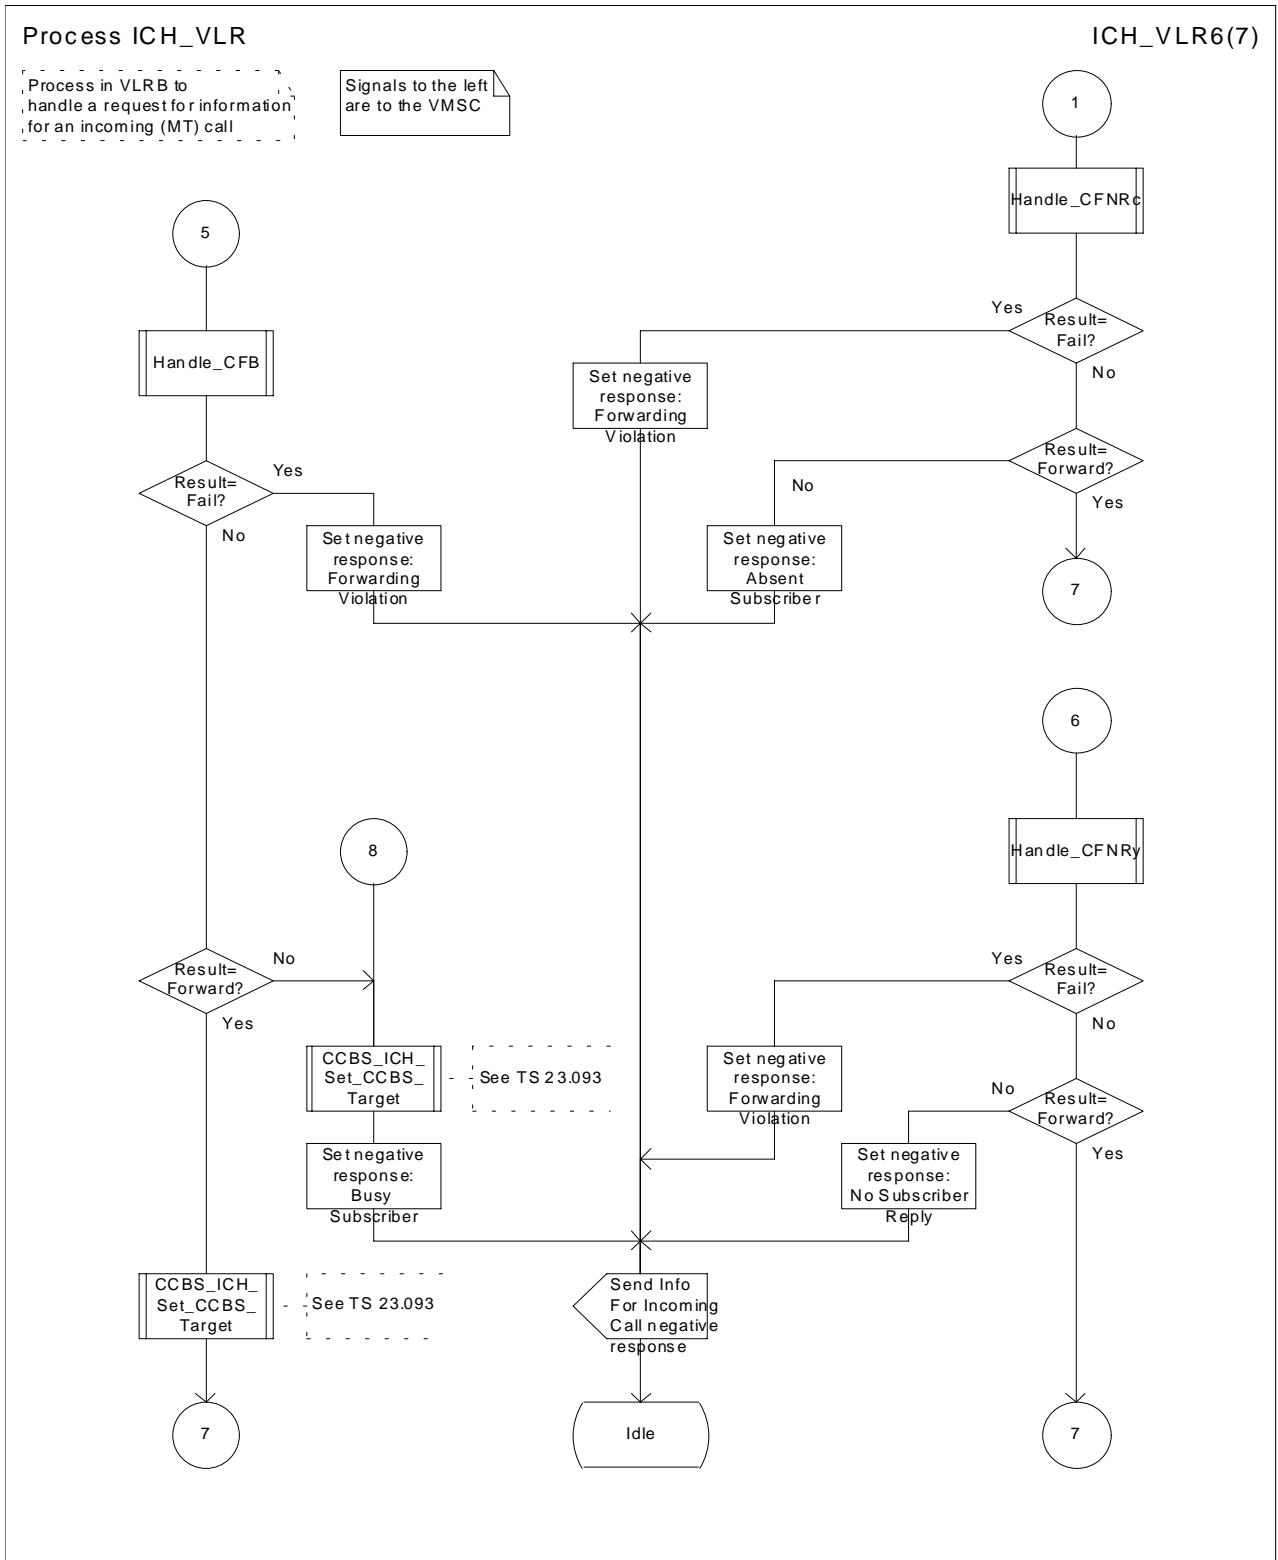 Process ICH_VLR
ICH_VLR6(7)
Process in VLRB to
handle a request for information
for an incoming (MT) call
Signals to the left
are to the VMSC
1
Handle_CFNRc
5
Yes
Result=
Fail?
No
Handle_CFB
Set negative
response:
Forwarding
Violation
Result=
Forward?
No
Yes
Result=
Fail?
Yes
No
Set negative
response:
Forwarding
Violation
Set negative
response:
Absent
Subscriber
7
6
8
Handle_CFNRy
Result=
Forward?
No
Yes
Yes
Result=
Fail?
No
CCBS_ICH_
Set_CCBS_
Target
See TS 23.093
Set negative
response:
Forwarding
Violation
No
Result=
Forward?
Yes
Set negative
response:
Busy
Subscriber
Set negative
response:
No Subscriber
Reply
CCBS_ICH_
Set_CCBS_
Target
See TS 23.093
Send Info
For Incoming
Call negative
response
7
Idle
7